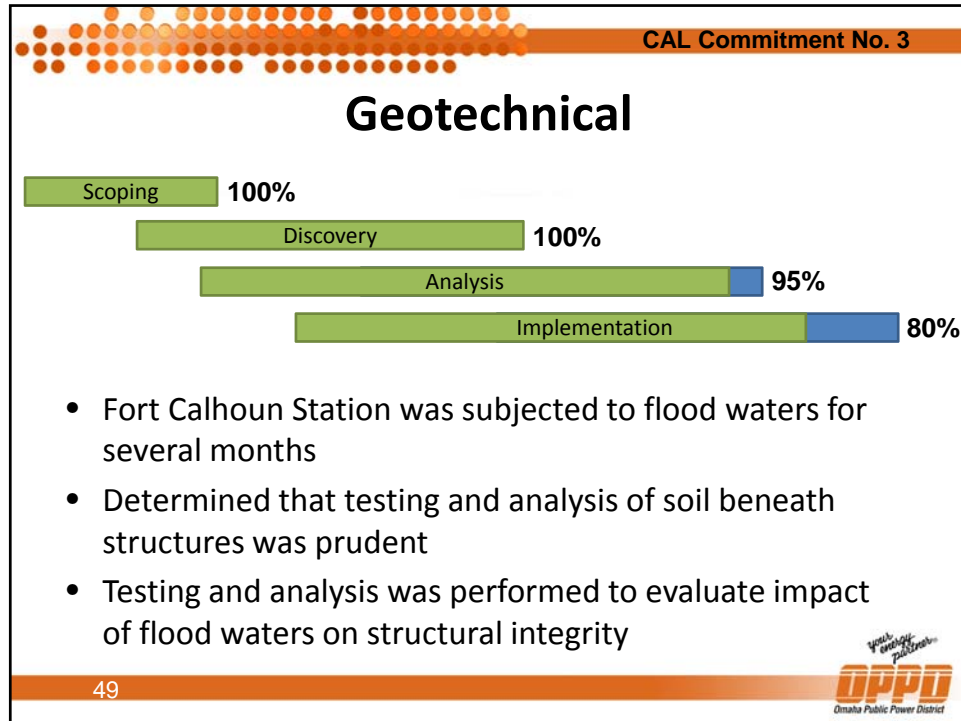 CAL Commitment No. 3
Geotechnical
Scoping 100%
Discovery 100%
Analysis 95%
Implementation 80%
• Fort Calhoun Station was subjected to flood waters for
several months
• Determined that testing and analysis of soil beneath
structures was prudent
• Testing and analysis was performed to evaluate impact
of flood waters on structural integrity
your energy partner
49
OPPD
Omaha Public Power District